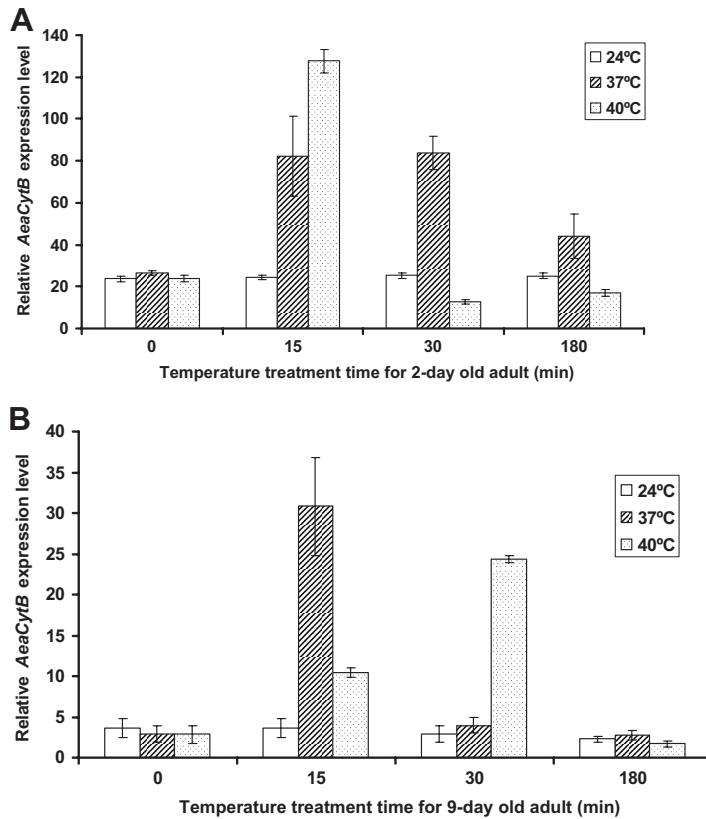 A
Relative AeaCytB expression level
140
120
100
80
60
40
20
0
24ºC
37ºC
40ºC
0 15 30 180
Temperature treatment time for 2-day old adult (min)
B
Relative AeaCytB expression level
40
35
30
25
20
15
10
5
0
24ºC
37ºC
40ºC
0 15 30 180
Temperature treatment time for 9-day old adult (min)